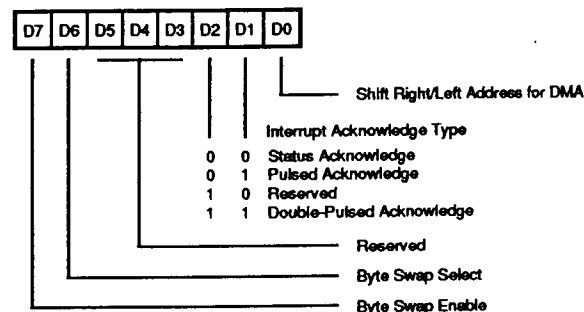 D7 D6 D5 D4 D3 D2 D1 D0
Shift Right/Left Address for DMA
Interrupt Acknowledge Type
0 0 Status Acknowledge
0 1 Pulsed Acknowledge
1 0 Reserved
1 1 Double-Pulsed Acknowledge
Reserved
Byte Swap Select
Byte Swap Enable